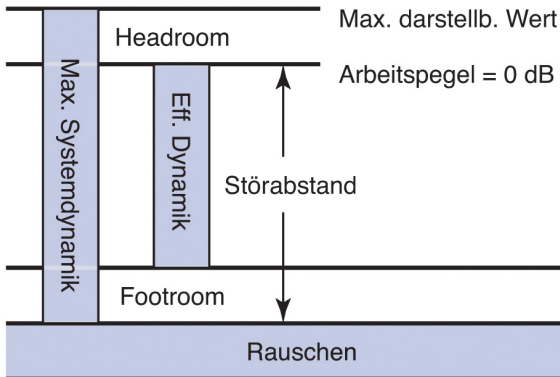 Max. darstellb. Wert
Headroom
Arbeitspegel = 0 dB
Max. Systemdynamik
Eff. Dynamik
Störabstand
Footroom
Rauschen